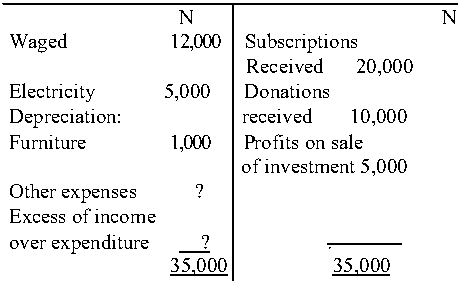 N N
Waged 12,000 Subscriptions
Received 20,000
Electricity 5,000 Donations
Depreciation: received 10,000
Furniture 1,000 Profits on sale
of investment 5,000
Other expenses ?
Excess of income
over expenditure ?
35,000 35,000